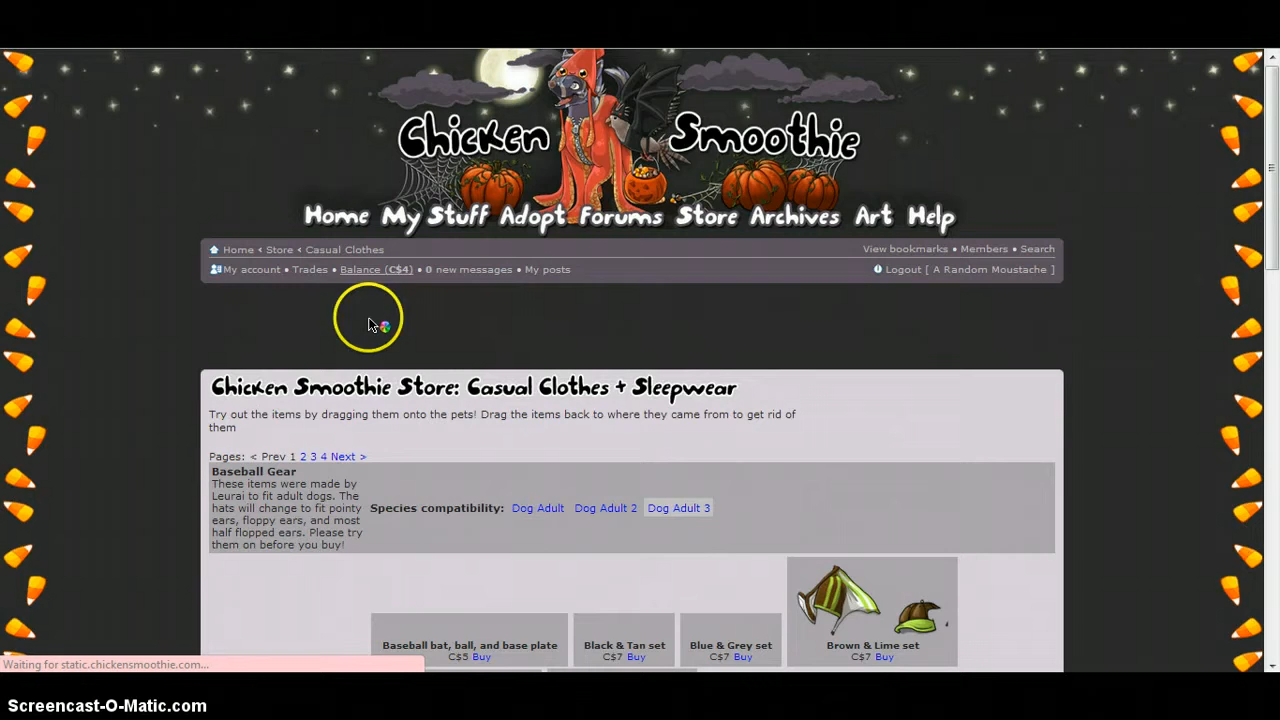 Chicken Smoothie
Home My Stuff Adopt Forums Store Archives Art Help
Home ‹ Store ‹ Casual Clothes
View bookmarks • Members • Search
My account • Trades • Balance (C$4) • 0 new messages • My posts
Logout [ A Random Moustache ]
Chicken Smoothie Store: Casual Clothes + Sleepwear
Try out the items by dragging them onto the pets! Drag the items back to where they came from to get rid of
them
Pages: < Prev 1 2 3 4 Next >
Baseball Gear
These items were made by
Leurai to fit adult dogs. The
hats will change to fit pointy
ears, floppy ears, and most
half flopped ears. Please try
them on before you buy!
Species compatibility: Dog Adult Dog Adult 2 Dog Adult 3
Baseball bat, ball, and base plate
C$5 Buy
Black & Tan set
C$7 Buy
Blue & Grey set
C$7 Buy
Brown & Lime set
C$7 Buy
Waiting for static.chickensmoothie.com...
Screencast-O-Matic.com